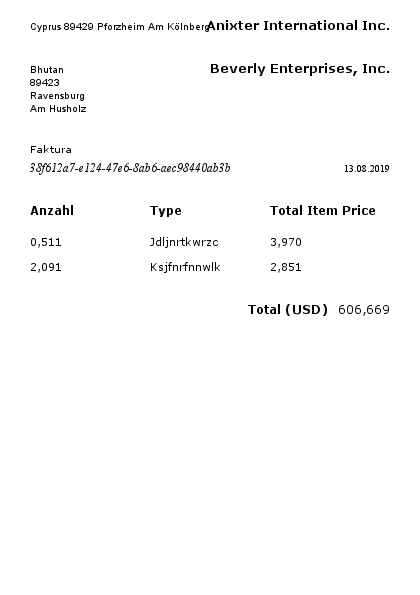 Cyprus 89429 Pforzheim Am Kölnberg Anixter International Inc.
Bhutan
Beverly Enterprises, Inc.
89423
Ravensburg
Am Husholz
Faktura
38f612a7-e124-47e6-8ab6-aec98440ab3b 13.08.2019
Anzahl Type Total Item Price
0,511 Jdljnrtkwrzc 3,970
2,091 Ksjfnrfnnwlk 2,851
Total (USD) 606,669